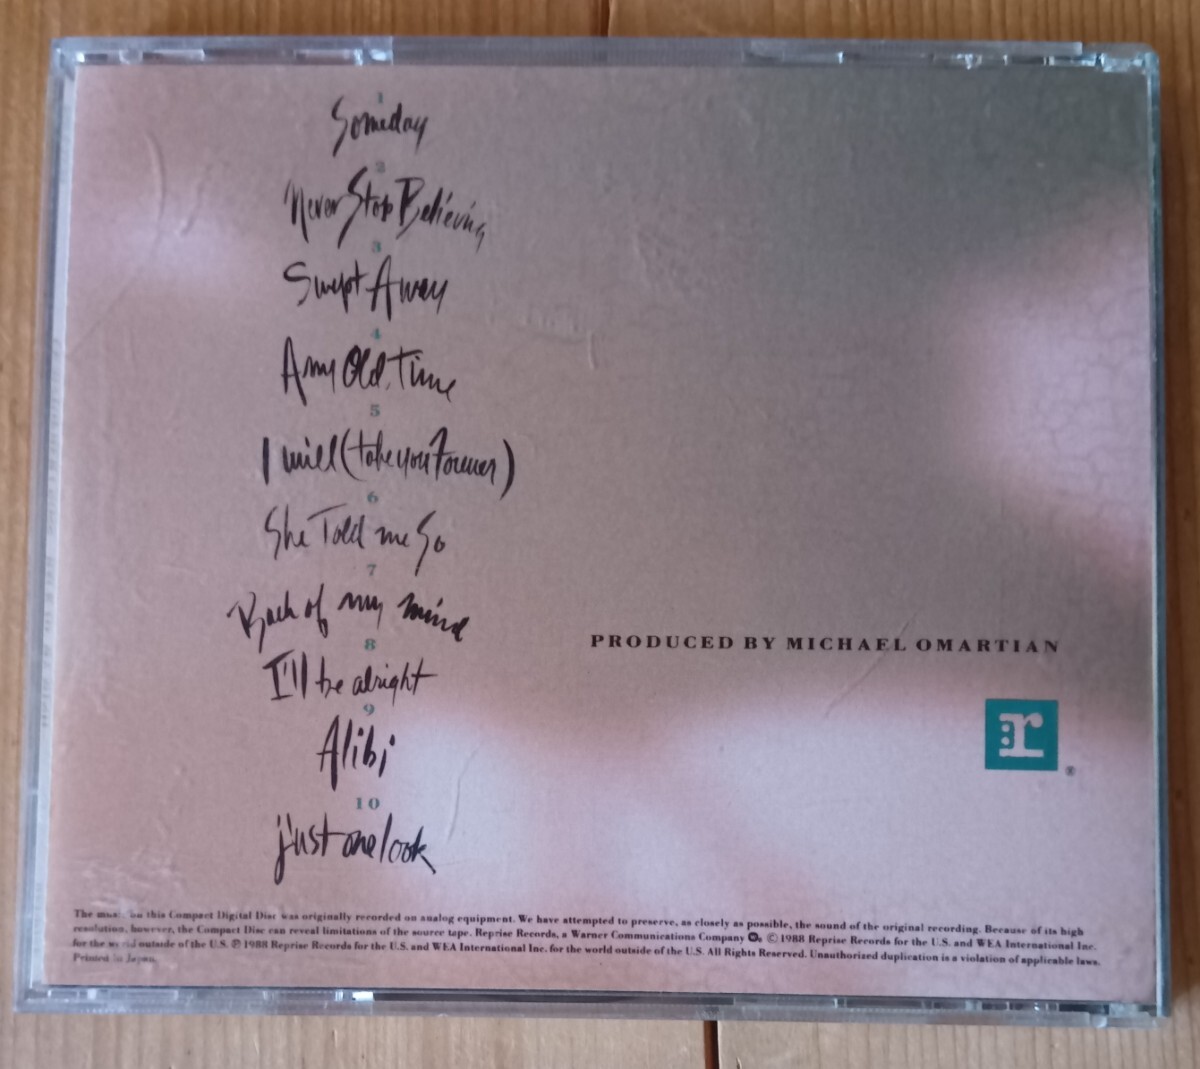 1
Someday
2
Never Stop Believing
3
Swept Away
4
Any Old Time
5
I will (take you Forever)
6
She Told me So
7
Back of my mind
8
I'll be alright
9
Alibi
10
just one look
PRODUCED BY MICHAEL OMARTIAN
r
®
The music on this Compact Digital Disc was originally recorded on analog equipment. We have attempted to preserve, as closely as possible, the sound of the original recording. Because of its high
resolution, however, the Compact Disc can reveal limitations of the source tape. Reprise Records, a Warner Communications Company © 1988 Reprise Records for the U.S. and WEA International Inc.
for the world outside of the U.S. ℗ 1988 Reprise Records for the U.S. and WEA International Inc. for the world outside of the U.S. All Rights Reserved. Unauthorized duplication is a violation of applicable laws.
Printed in Japan.